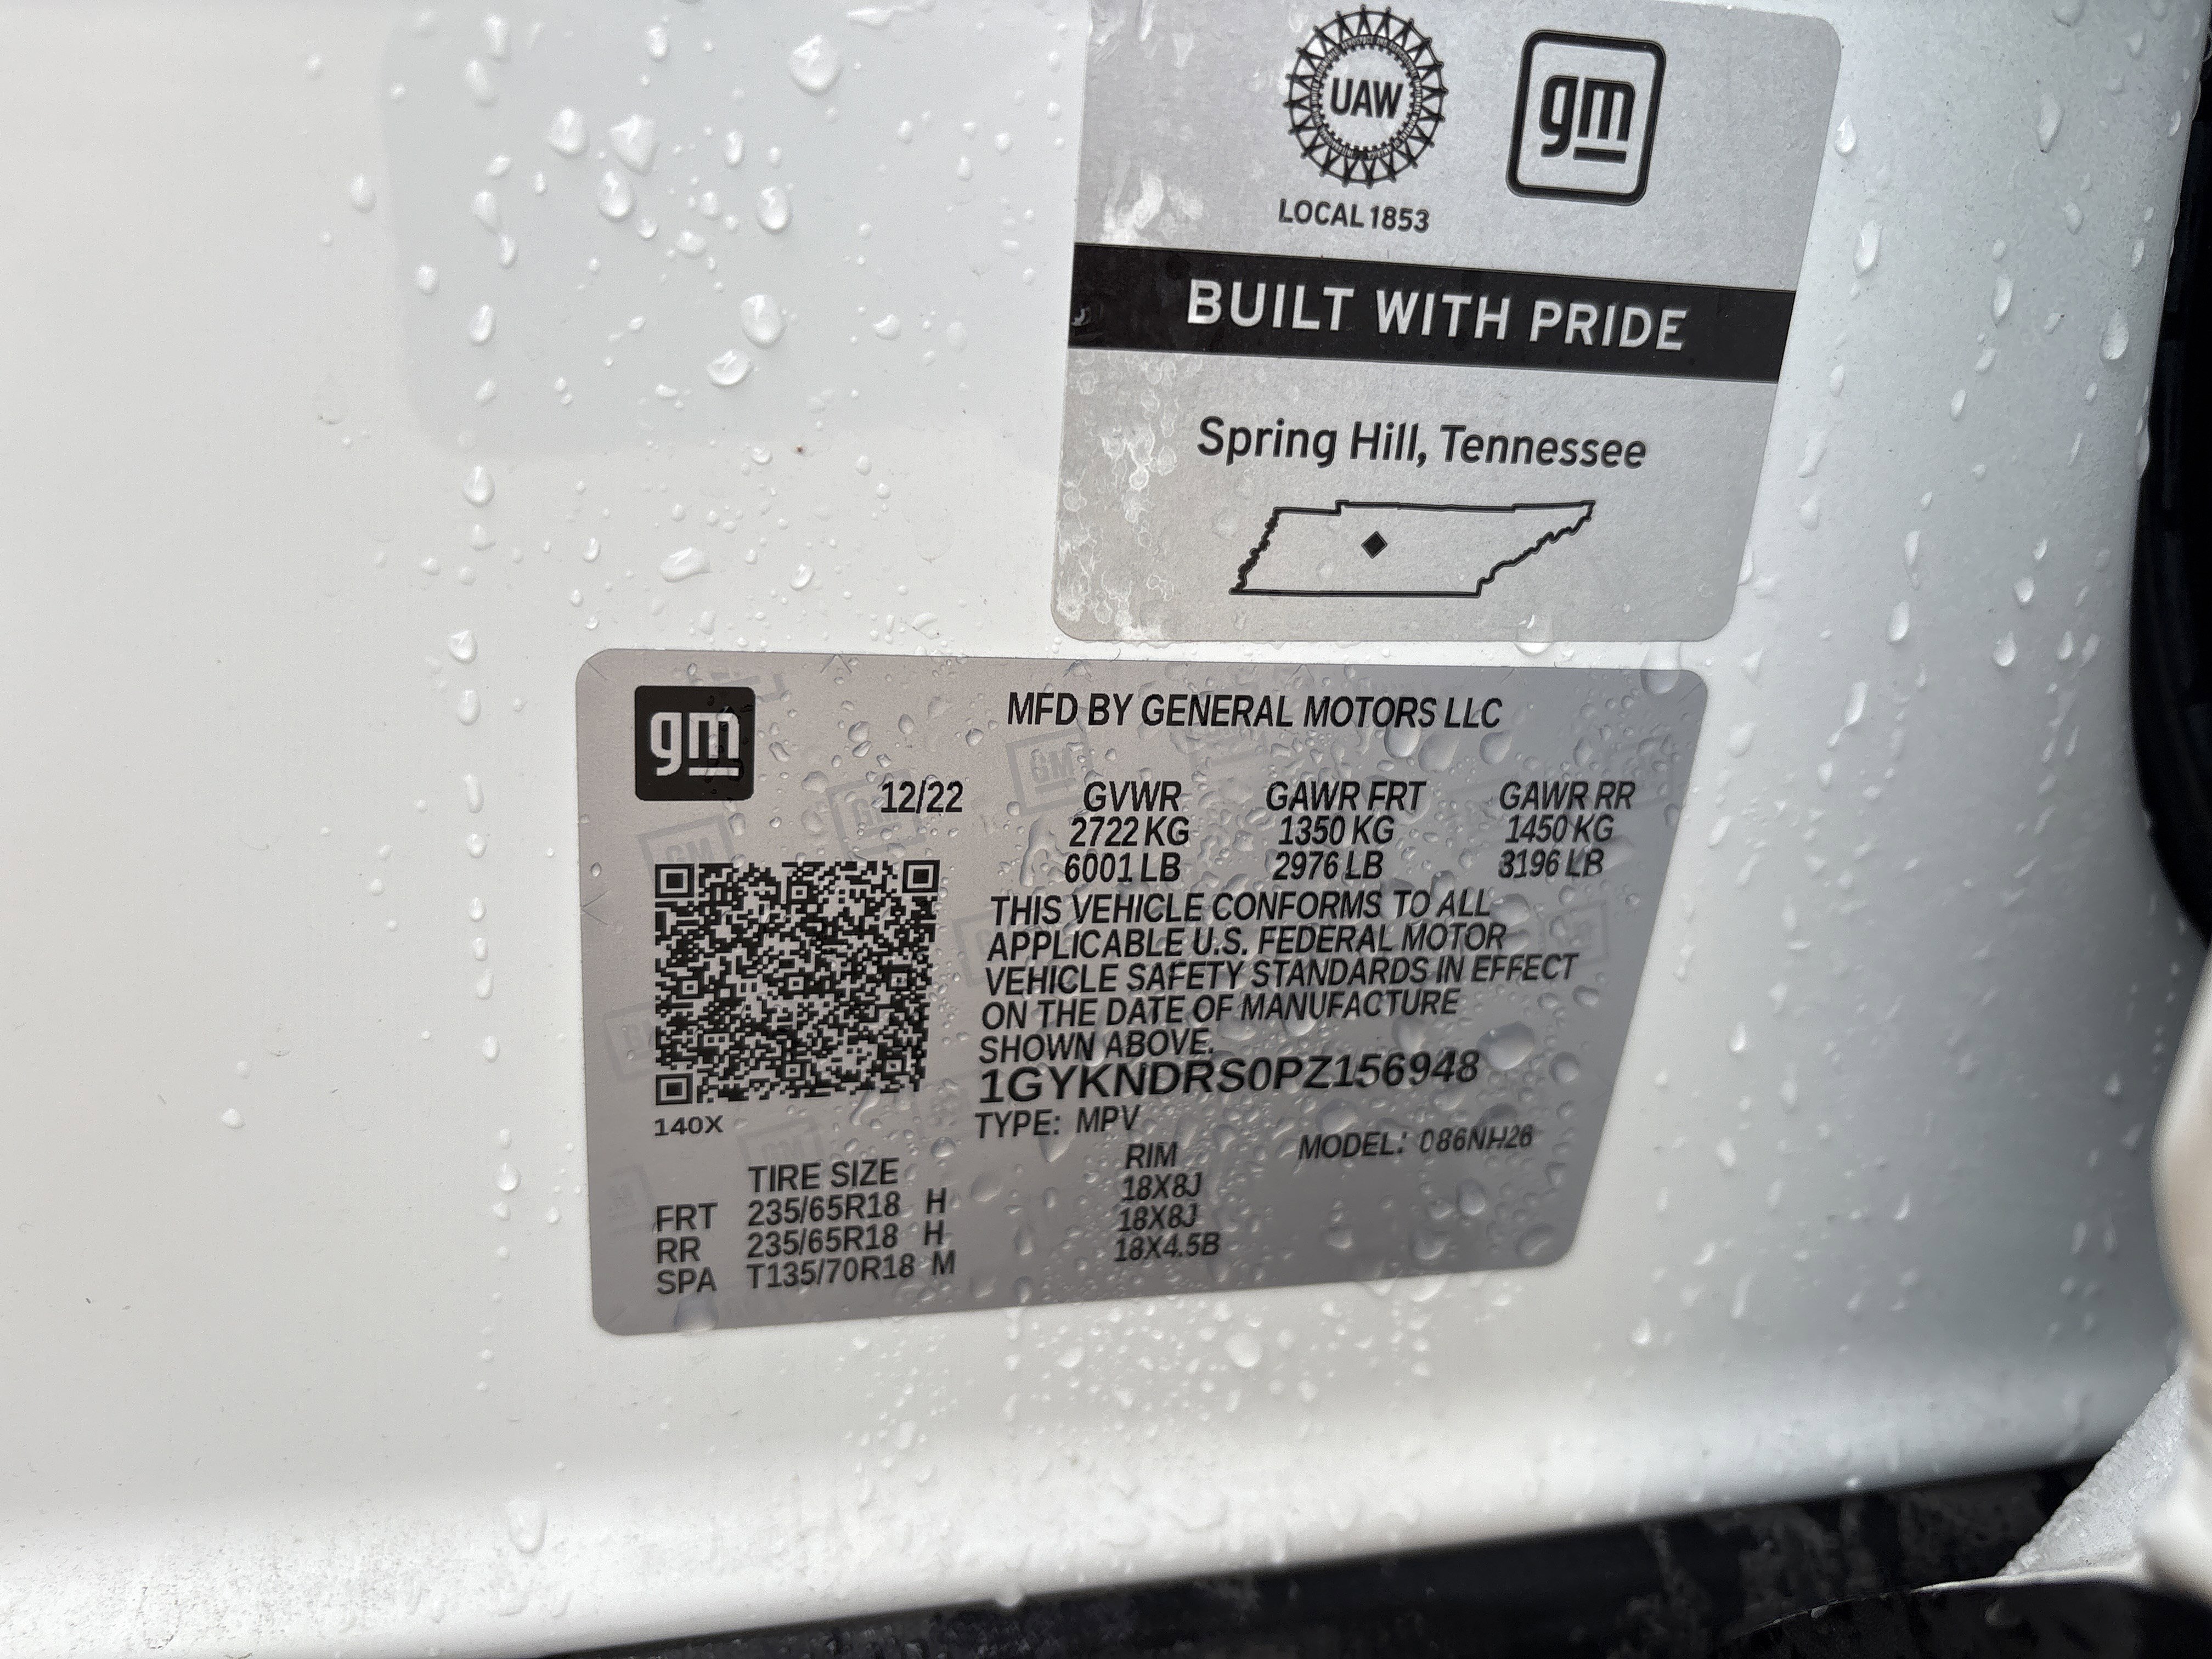 UAW
gm
LOCAL 1853
BUILT WITH PRIDE
Spring Hill, Tennessee
gm
MFD BY GENERAL MOTORS LLC
12/22 GVWR GAWR FRT GAWR RR
2722 KG 1350 KG 1450 KG
6001 LB 2976 LB 3196 LB
THIS VEHICLE CONFORMS TO ALL
APPLICABLE U.S. FEDERAL MOTOR
VEHICLE SAFETY STANDARDS IN EFFECT
ON THE DATE OF MANUFACTURE
SHOWN ABOVE.
1GYKNDRS0PZ156948
140X
TYPE: MPV
MODEL: 086NH26
TIRE SIZE RIM
FRT 235/65R18 H 18X8J
RR 235/65R18 H 18X8J
SPA T135/70R18 M 18X4.5B